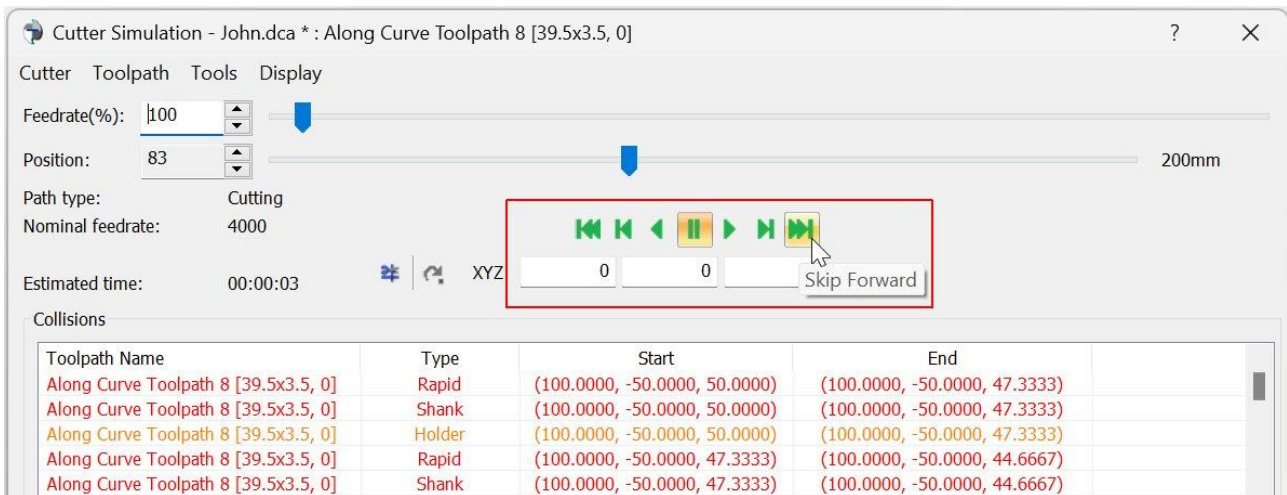 Cutter Simulation - John.dca * : Along Curve Toolpath 8 [39.5x3.5, 0] ?
Cutter Toolpath Tools Display
Feedrate(%): 100
Position: 83 200mm
Path type: Cutting
Nominal feedrate: 4000
Estimated time: 00:00:03 XYZ 0 0
Skip Forward
Collisions
Toolpath Name Type Start End
Along Curve Toolpath 8 [39.5x3.5, 0] Rapid (100.0000, -50.0000, 50.0000) (100.0000, -50.0000, 47.3333)
Along Curve Toolpath 8 [39.5x3.5, 0] Shank (100.0000, -50.0000, 50.0000) (100.0000, -50.0000, 47.3333)
Along Curve Toolpath 8 [39.5x3.5, 0] Holder (100.0000, -50.0000, 50.0000) (100.0000, -50.0000, 47.3333)
Along Curve Toolpath 8 [39.5x3.5, 0] Rapid (100.0000, -50.0000, 47.3333) (100.0000, -50.0000, 44.6667)
Along Curve Toolpath 8 [39.5x3.5, 0] Shank (100.0000, -50.0000, 47.3333) (100.0000, -50.0000, 44.6667)